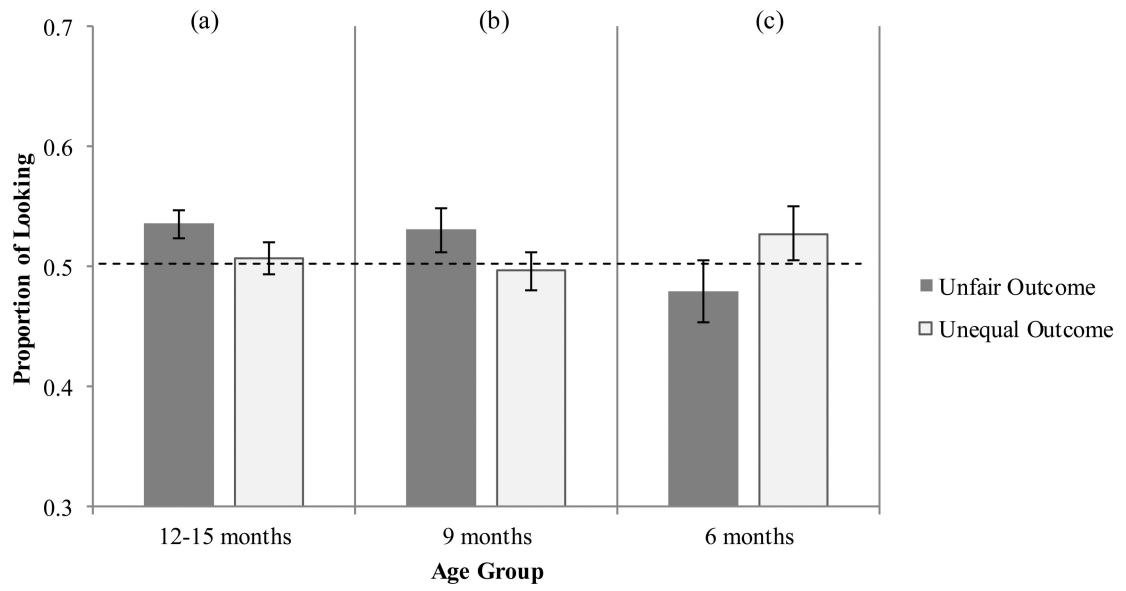 (a) (b) (c)
0.7
0.6
0.5
0.4
0.3
Proportion of Looking
12-15 months 9 months 6 months
Age Group
Unfair Outcome
Unequal Outcome